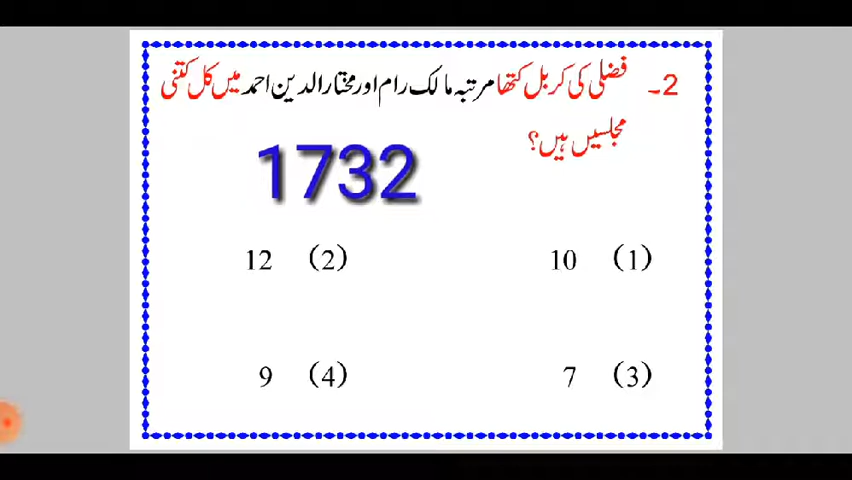 2۔ فضلی کی کربل کتھا مرتبہ مالک رام اور مختار الدین احمد میں کل کتنی
مجلسیں ہیں؟
1732
(1) 10 (2) 12
(3) 7 (4) 9